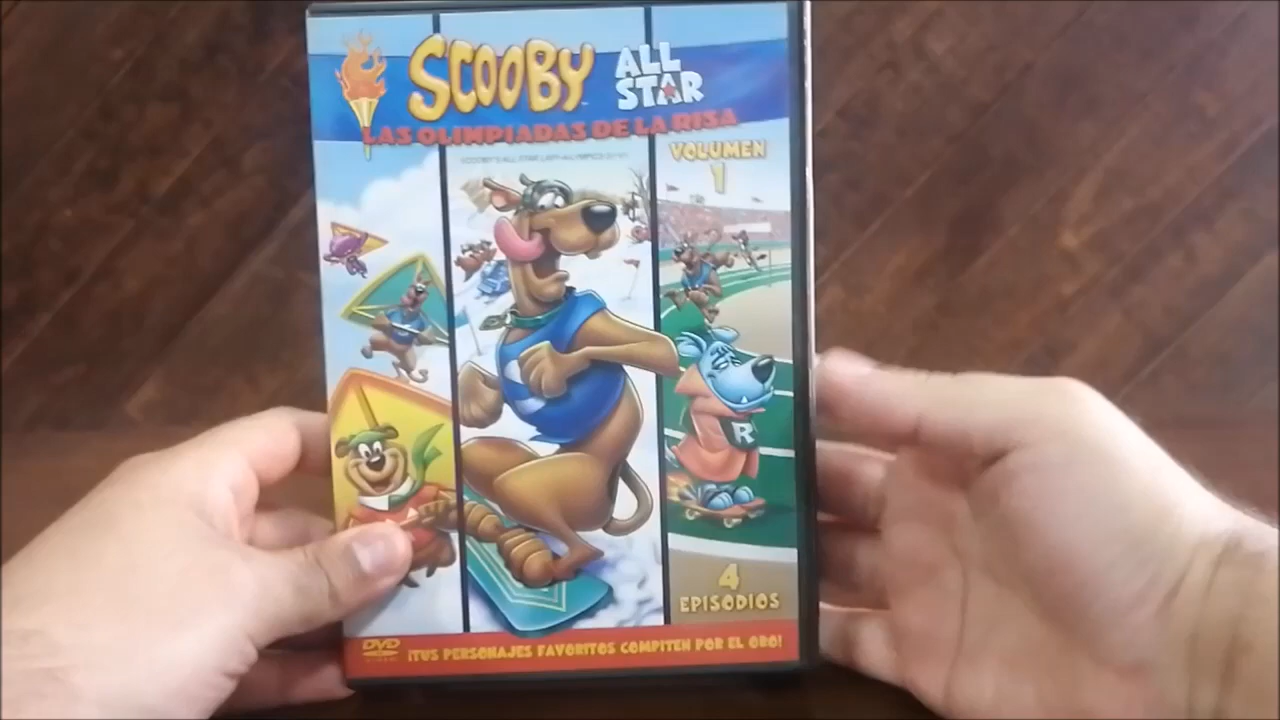 SCOOBY ALL STAR
LAS OLIMPIADAS DE LA RISA
VOLUMEN
1
R
4
EPISODIOS
DVD
¡TUS PERSONAJES FAVORITOS COMPITEN POR EL ORO!